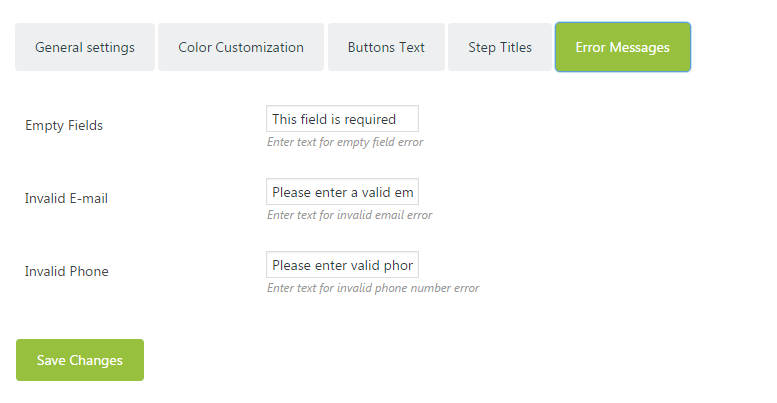 General settings Color Customization Buttons Text Step Titles Error Messages
Empty Fields This field is required
Enter text for empty field error
Invalid E-mail Please enter a valid em
Enter text for invalid email error
Invalid Phone Please enter valid phor
Enter text for invalid phone number error
Save Changes